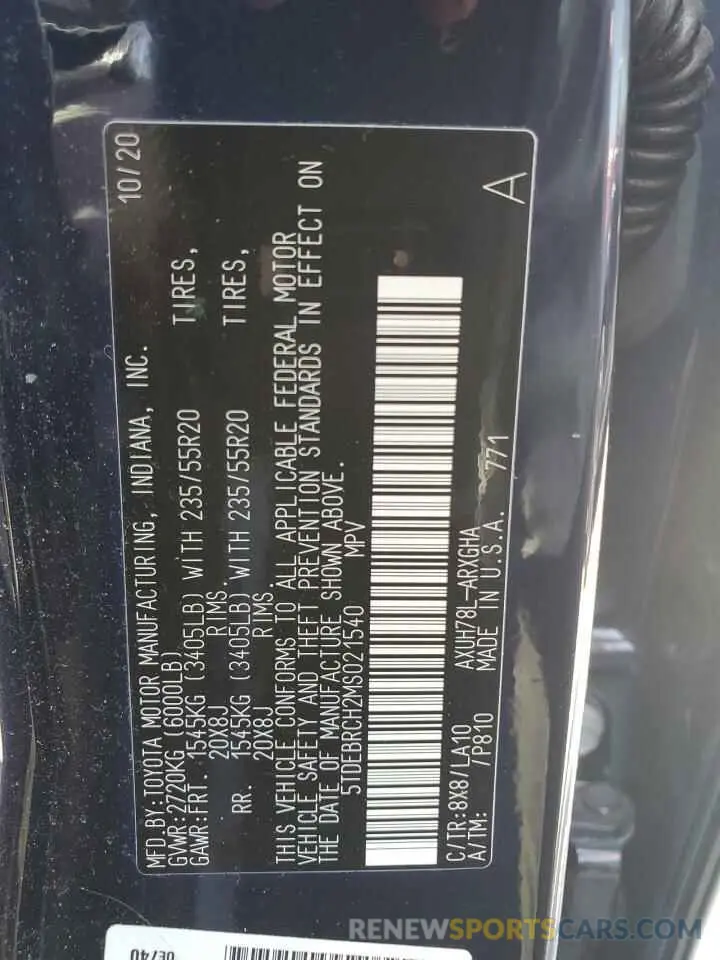 MFD.BY:TOYOTA MOTOR MANUFACTURING, INDIANA, INC. 10/20
GVWR:2720KG (6000LB)
GAWR:FRT. 1545KG (3405LB) WITH 235/55R20 TIRES,
20X8J RIMS.
RR. 1545KG (3405LB) WITH 235/55R20 TIRES,
20X8J RIMS.
THIS VEHICLE CONFORMS TO ALL APPLICABLE FEDERAL MOTOR
VEHICLE SAFETY AND THEFT PREVENTION STANDARDS IN EFFECT ON
THE DATE OF MANUFACTURE SHOWN ABOVE.
5TDEBRCH2MS021540 MPV
C/TR:8X8/LA10 AXUH78L-ARXGHA
A/TM: /P810 MADE IN U.S.A. 771 A
0E740
RENEWSPORTSCARS.COM